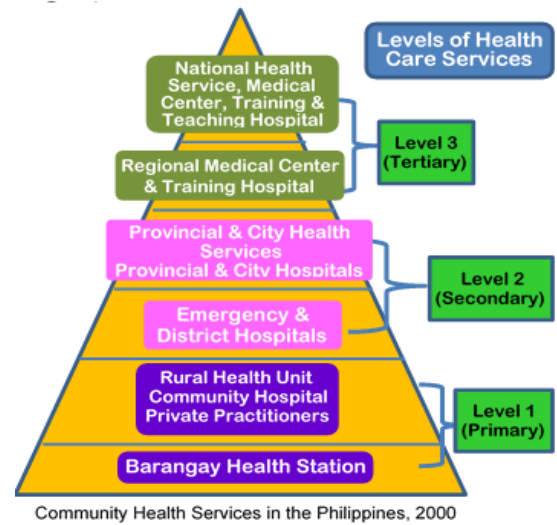 Levels of Health
Care Services
National Health
Service, Medical
Center, Training &
Teaching Hospital
Regional Medical Center
& Training Hospital
Level 3
(Tertiary)
Provincial & City Health
Services
Provincial & City Hospitals
Emergency &
District Hospitals
Level 2
(Secondary)
Rural Health Unit
Community Hospital
Private Practitioners
Barangay Health Station
Level 1
(Primary)
Community Health Services in the Philippines, 2000